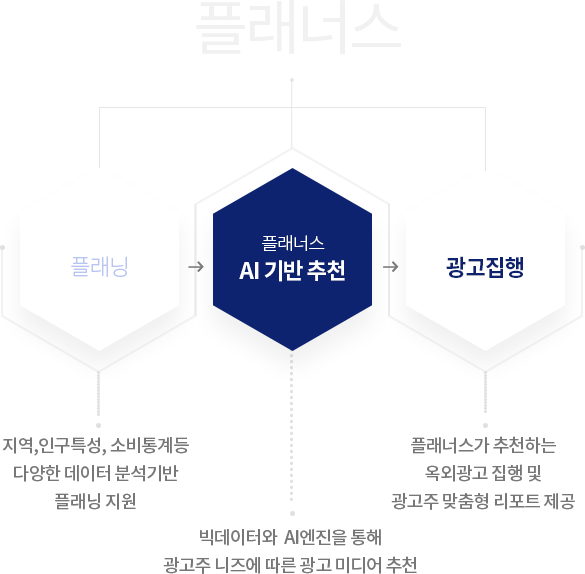 플래너스
플래닝
플래너스
AI 기반 추천
광고집행
지역,인구특성, 소비통계등
다양한 데이터 분석기반
플래닝 지원
빅데이터와 AI엔진을 통해
광고주 니즈에 따른 광고 미디어 추천
플래너스가 추천하는
옥외광고 집행 및
광고주 맞춤형 리포트 제공